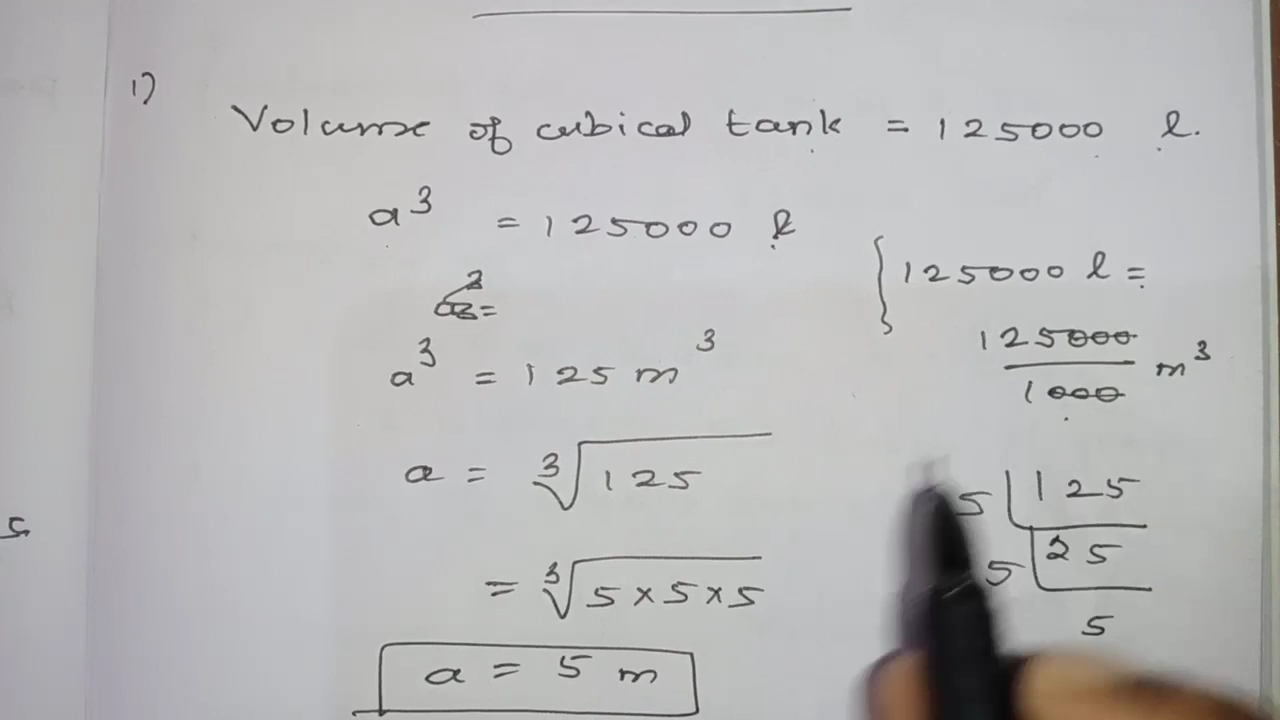 1)
Volume of cubical tank = 125000 l.
a³ = 125000 l
a³ = 125 m³
a = ∛125
= ∛5×5×5
a = 5 m
{125000 l =
125000/1000 m³
5 | 125
5 | 25
5
5